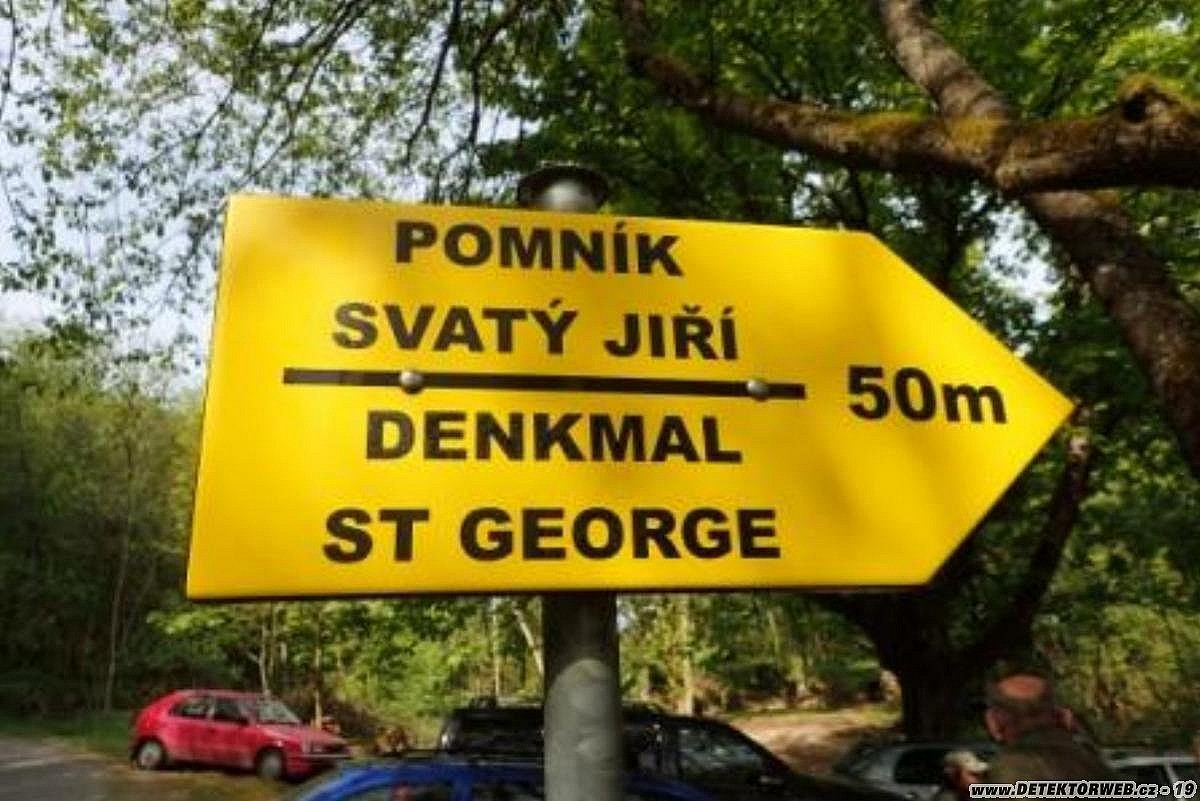 POMNÍK
SVATÝ JIŘÍ
50m
DENKMAL
ST GEORGE
www.DETEKTORWEB.cz - 19